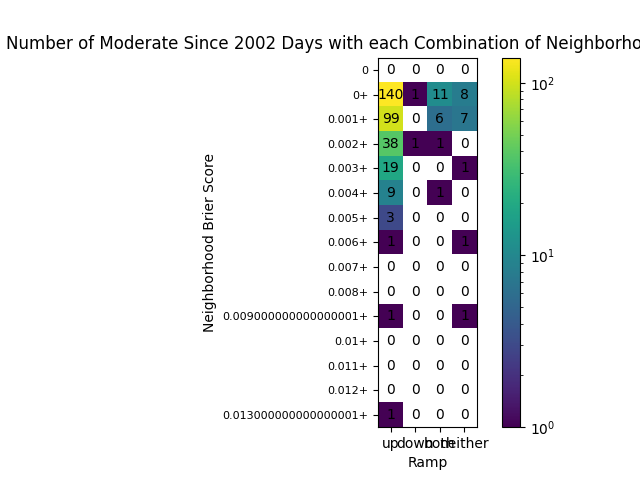 Number of Moderate Since 2002 Days with each Combination of Neighborho
Neighborhood Brier Score
0 0 0 0 0
0+ 140 1 11 8
0.001+ 99 0 6 7
0.002+ 38 1 1 0
0.003+ 19 0 0 1
0.004+ 9 0 1 0
0.005+ 3 0 0 0
0.006+ 1 0 0 1
0.007+ 0 0 0 0
0.008+ 0 0 0 0
0.009000000000000001+ 1 0 0 1
0.01+ 0 0 0 0
0.011+ 0 0 0 0
0.012+ 0 0 0 0
0.013000000000000001+ 1 0 0 0
up down both neither
Ramp
10²
10¹
10⁰